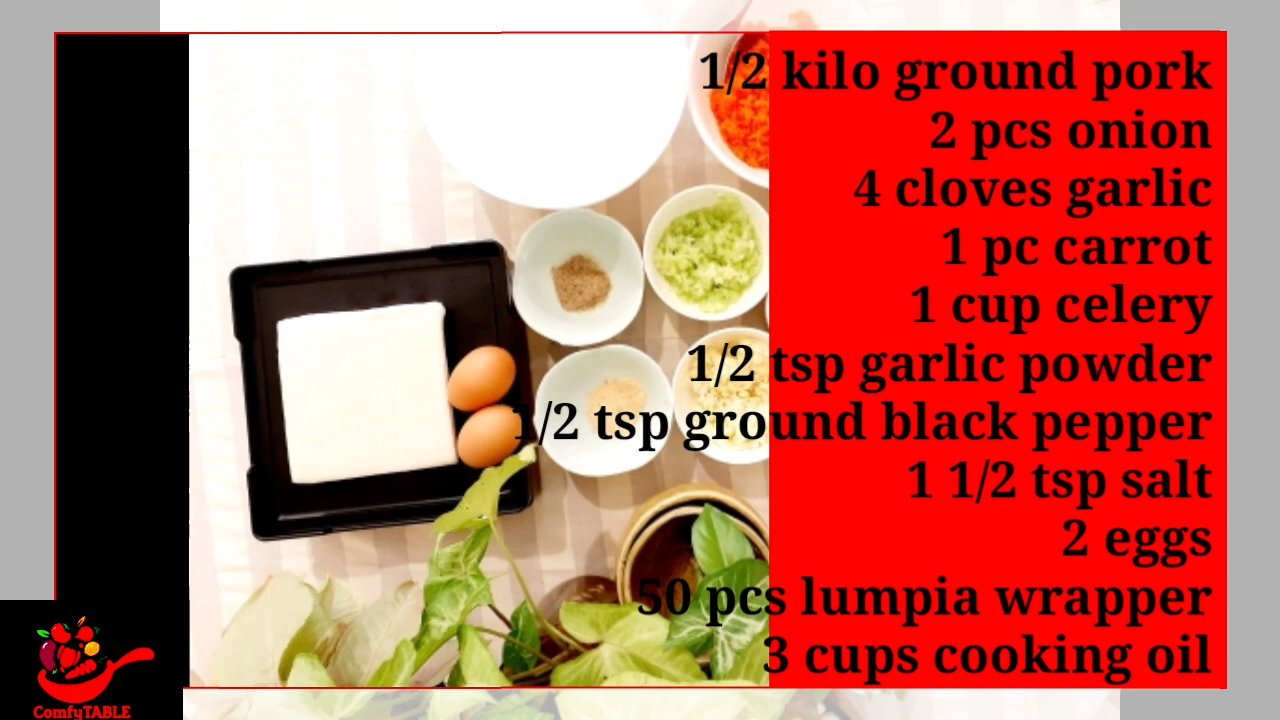 1/2 kilo ground pork
2 pcs onion
4 cloves garlic
1 pc carrot
1 cup celery
1/2 tsp garlic powder
1/2 tsp ground black pepper
1 1/2 tsp salt
2 eggs
50 pcs lumpia wrapper
3 cups cooking oil
ComfyTABLE